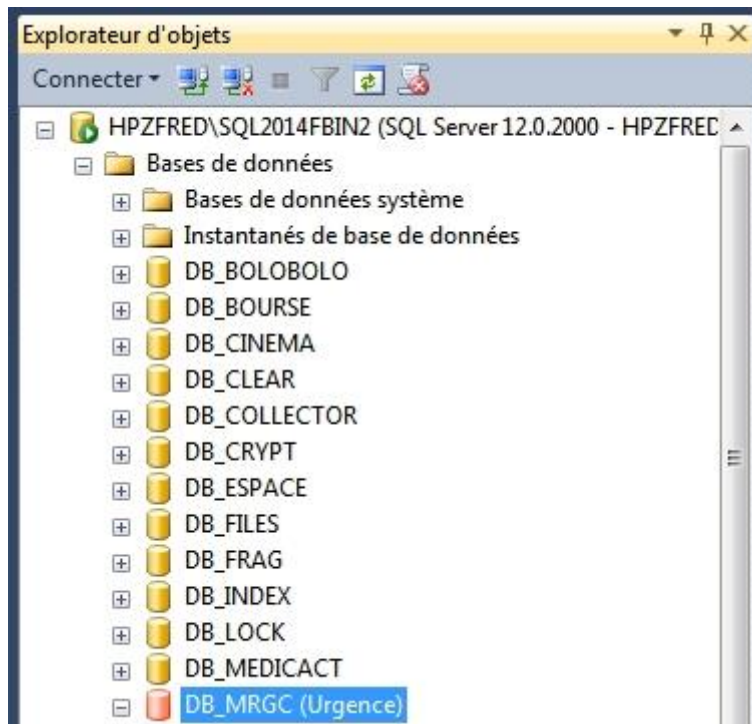 Explorateur d'objets
Connecter
HPZFRED\SQL2014FBIN2 (SQL Server 12.0.2000 - HPZFRED
Bases de données
Bases de données système
Instantanés de base de données
DB_BOLOBOLO
DB_BOURSE
DB_CINEMA
DB_CLEAR
DB_COLLECTOR
DB_CRYPT
DB_ESPACE
DB_FILES
DB_FRAG
DB_INDEX
DB_LOCK
DB_MEDICACT
DB_MRGC (Urgence)